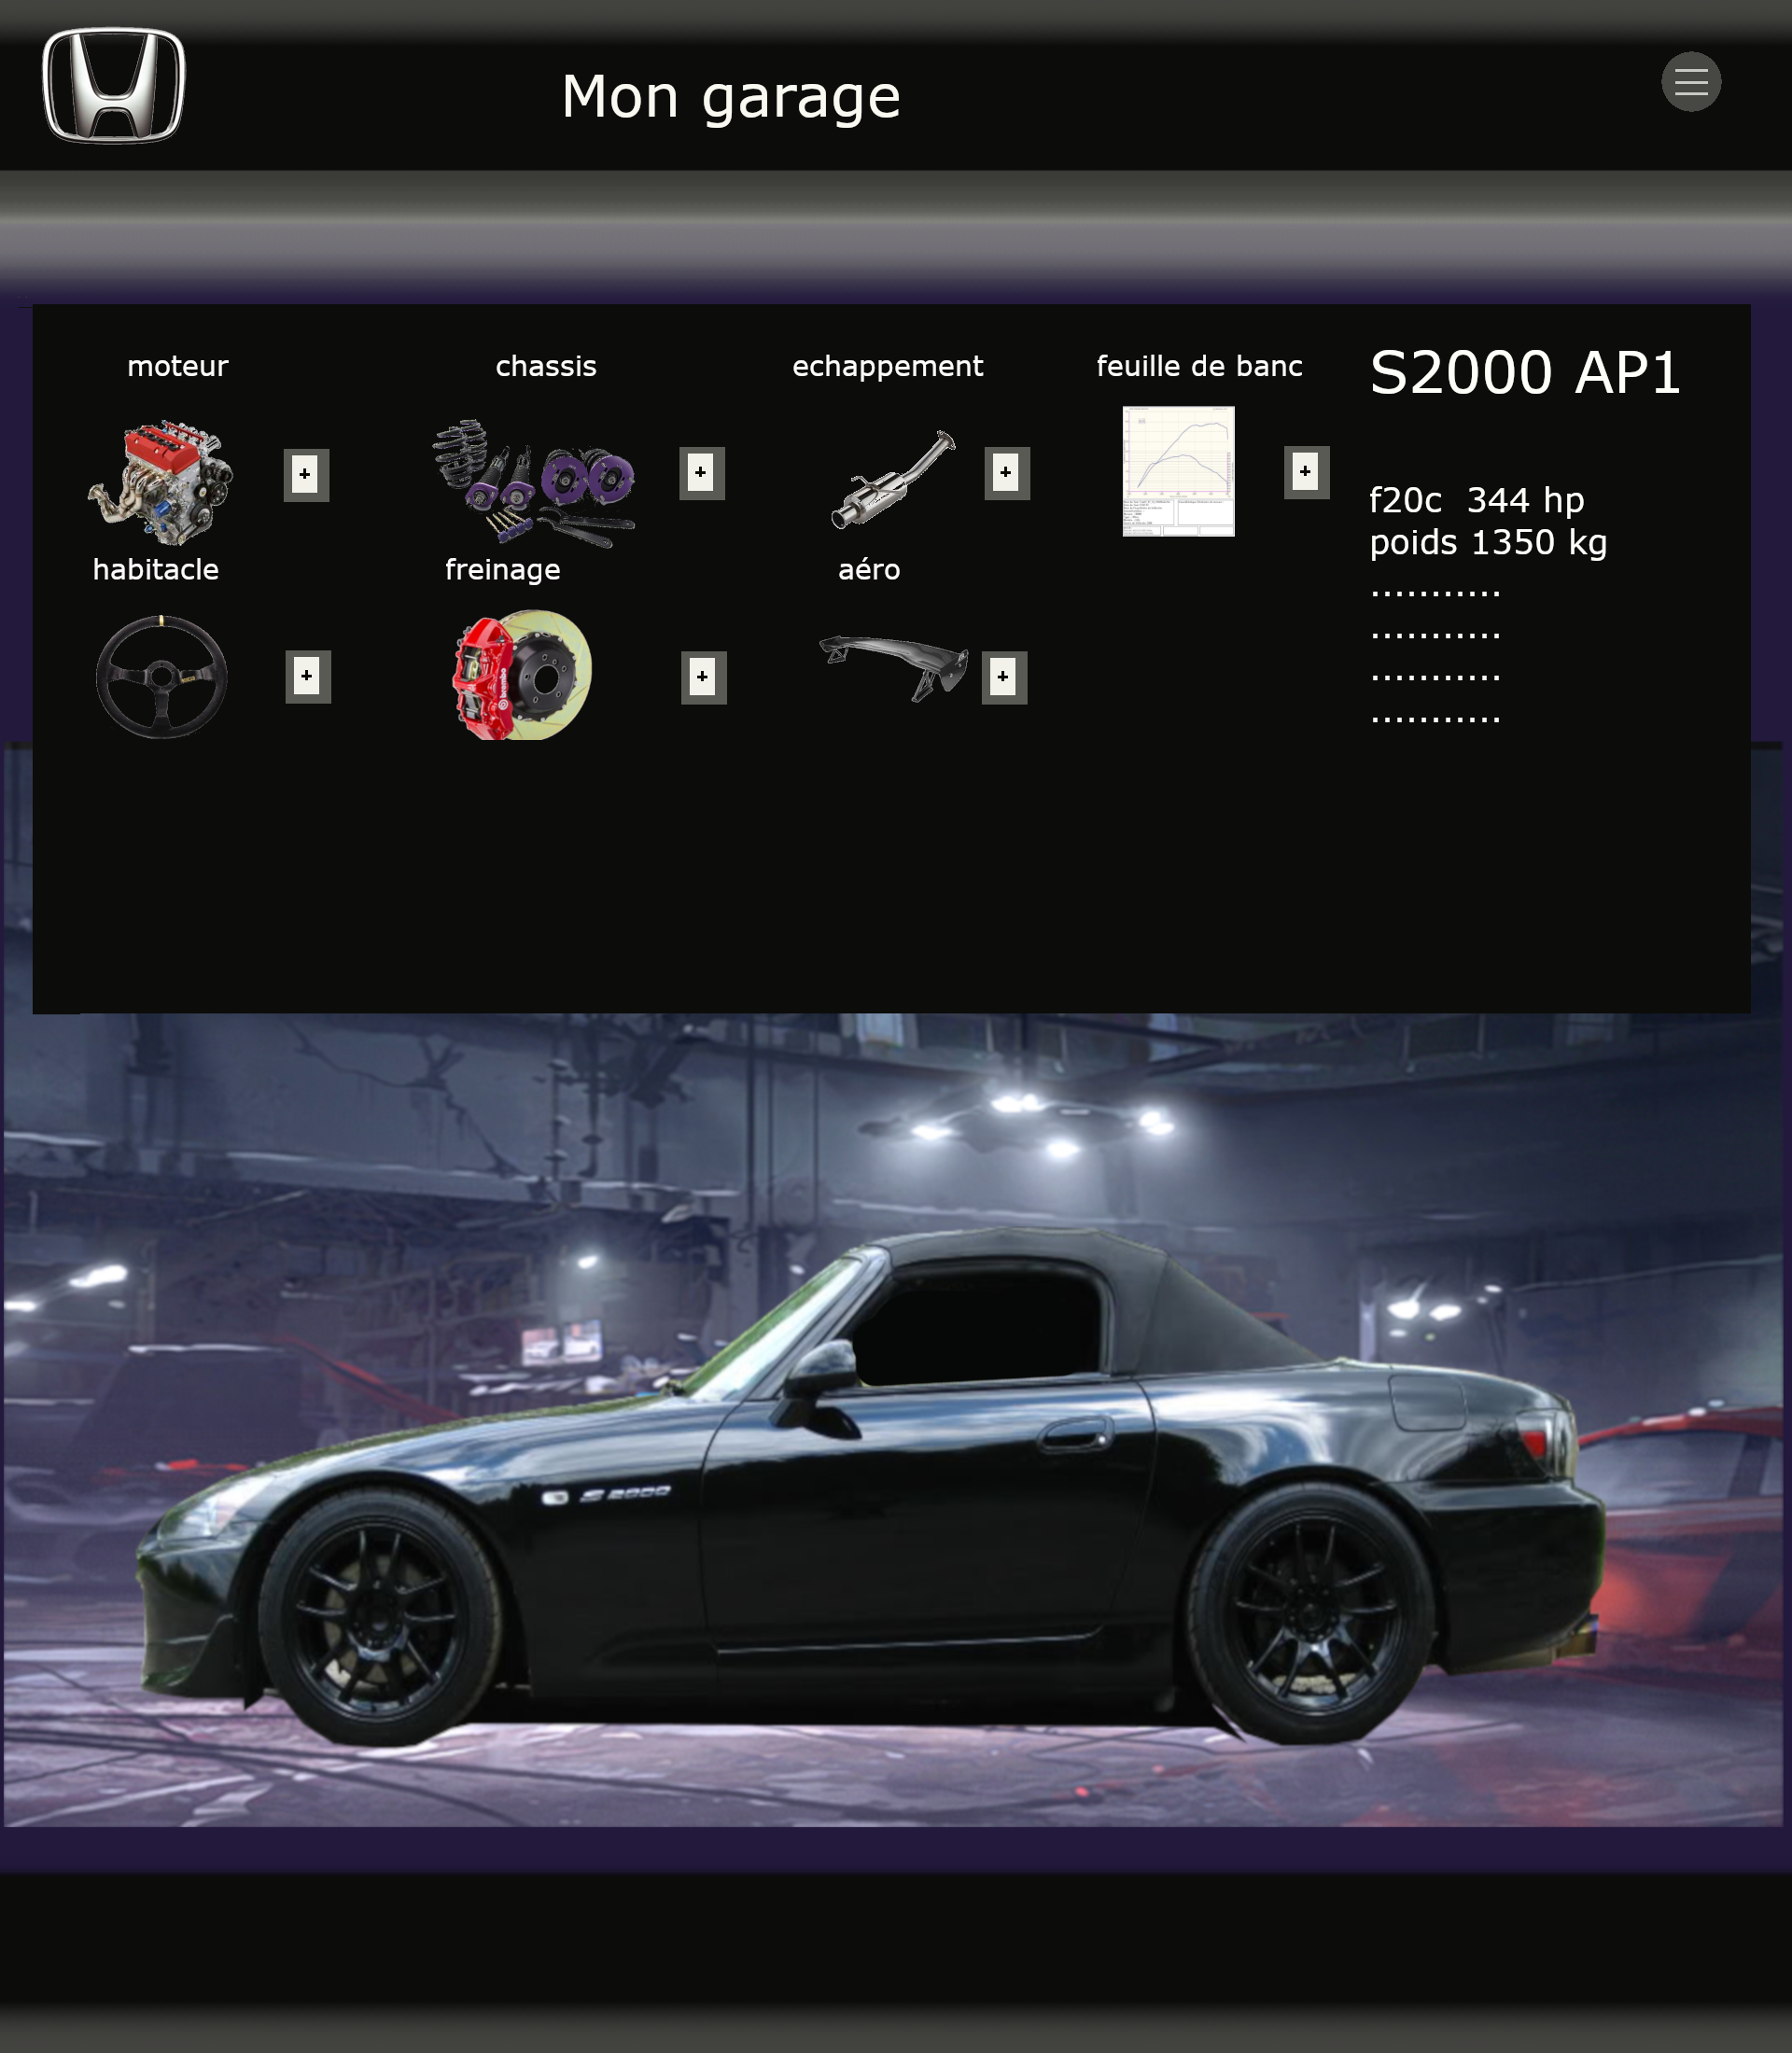 Mon garage
moteur
chassis
echappement
feuille de banc
S2000 AP1
+
+
+
+
f20c  344 hp
poids 1350 kg
...........
...........
...........
...........
habitacle
freinage
aéro
+
+
+
brembo
S2000